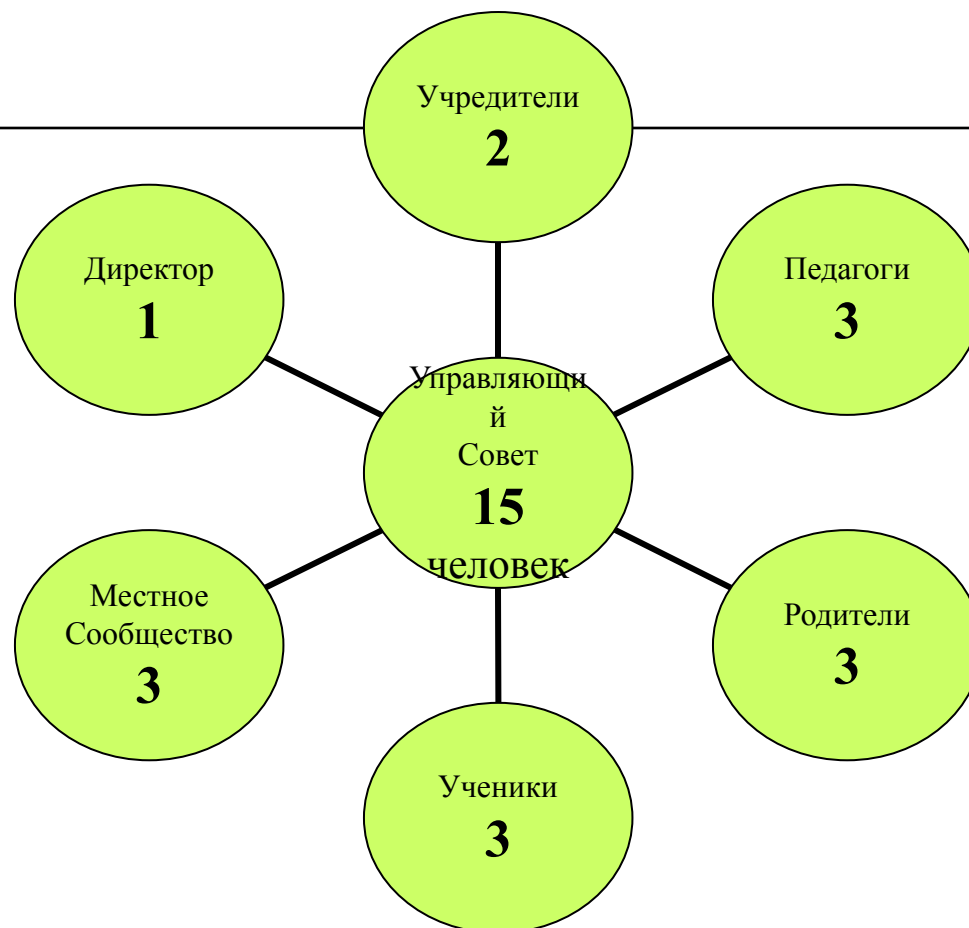 Учредители
2
Директор
1
Педагоги
3
Управляющи
й
Совет
15
человек
Местное
Сообщество
3
Родители
3
Ученики
3